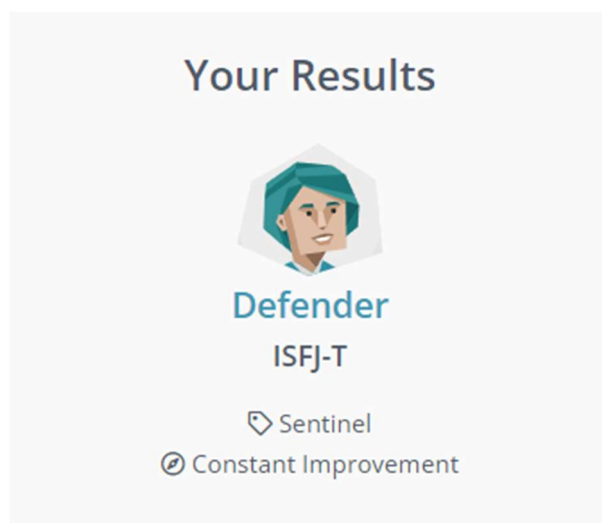 Your Results
Defender
ISFJ-T
Sentinel
Constant Improvement